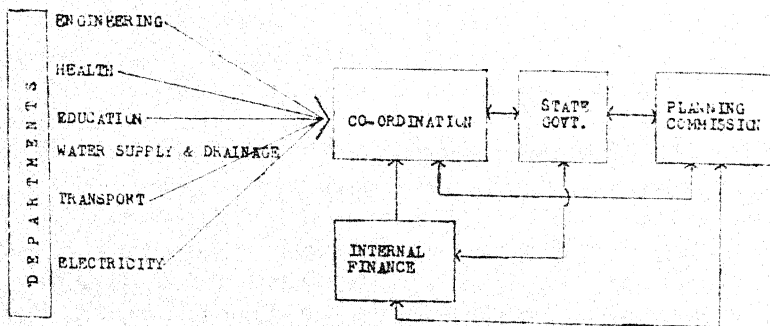 DEPARTMENTS
ENGINEERING
HEALTH
EDUCATION
WATER SUPPLY & DRAINAGE
TRANSPORT
ELECTRICITY
CO-ORDINATION
STATE
GOVT.
PLANNING
COMMISSION
INTERNAL
FINANCE